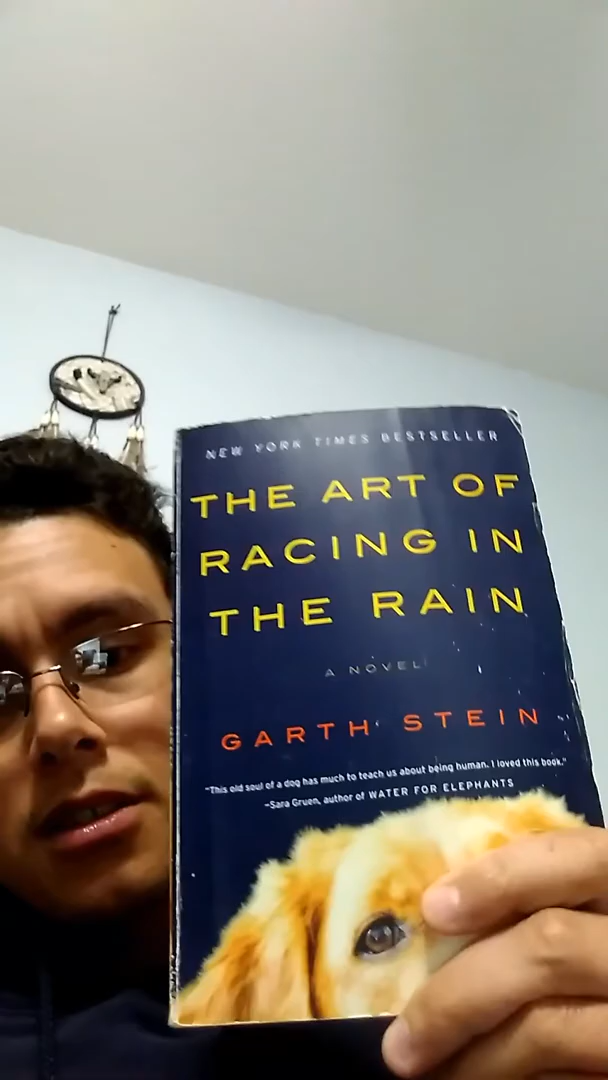 NEW YORK TIMES BESTSELLER
THE ART OF
RACING IN
THE RAIN
A NOVEL
GARTH STEIN
"This old soul of a dog has much to teach us about being human. I loved this book."
–Sara Gruen, author of WATER FOR ELEPHANTS